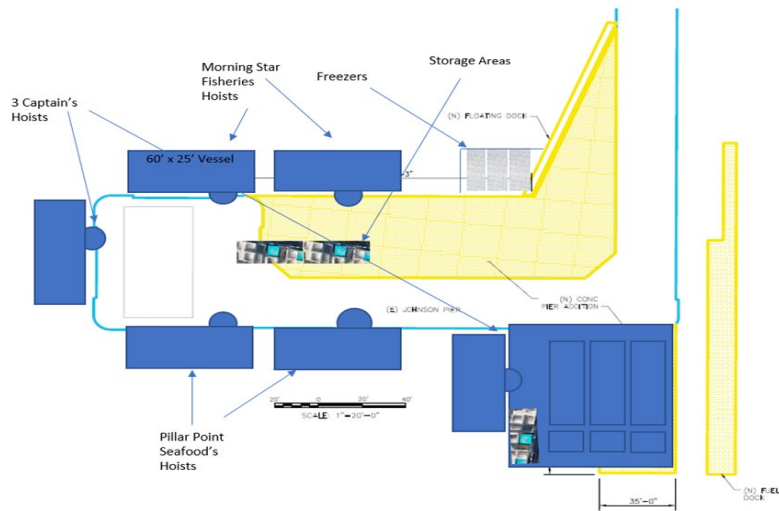 Morning Star
Fisheries
Hoists
Freezers
Storage Areas
3 Captain's
Hoists
(N) FLOATING DOCK
60' x 25' Vessel
-3"
(E) JOHNSON PIER
(N) CONC
PIER ADDITION
20' 0 20' 40'
SCALE: 1"=20'-0"
Pillar Point
Seafood's
Hoists
35'-0"
(N) FUEL
DOCK